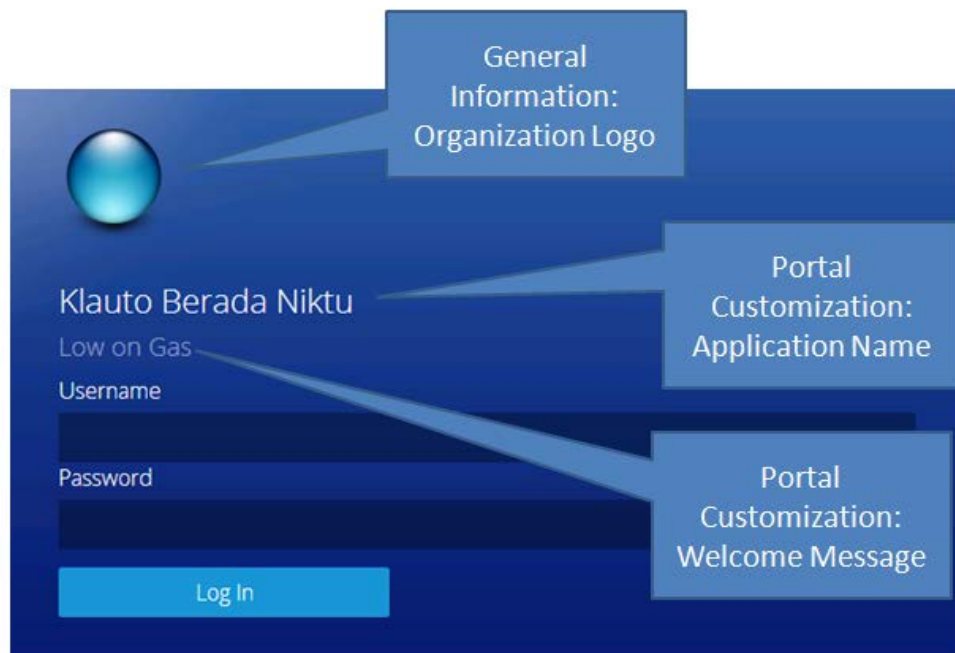 General
Information:
Organization Logo
Portal
Customization:
Application Name
Klauto Berada Niktu
Low on Gas
Username
Password
Portal
Customization:
Welcome Message
Log In